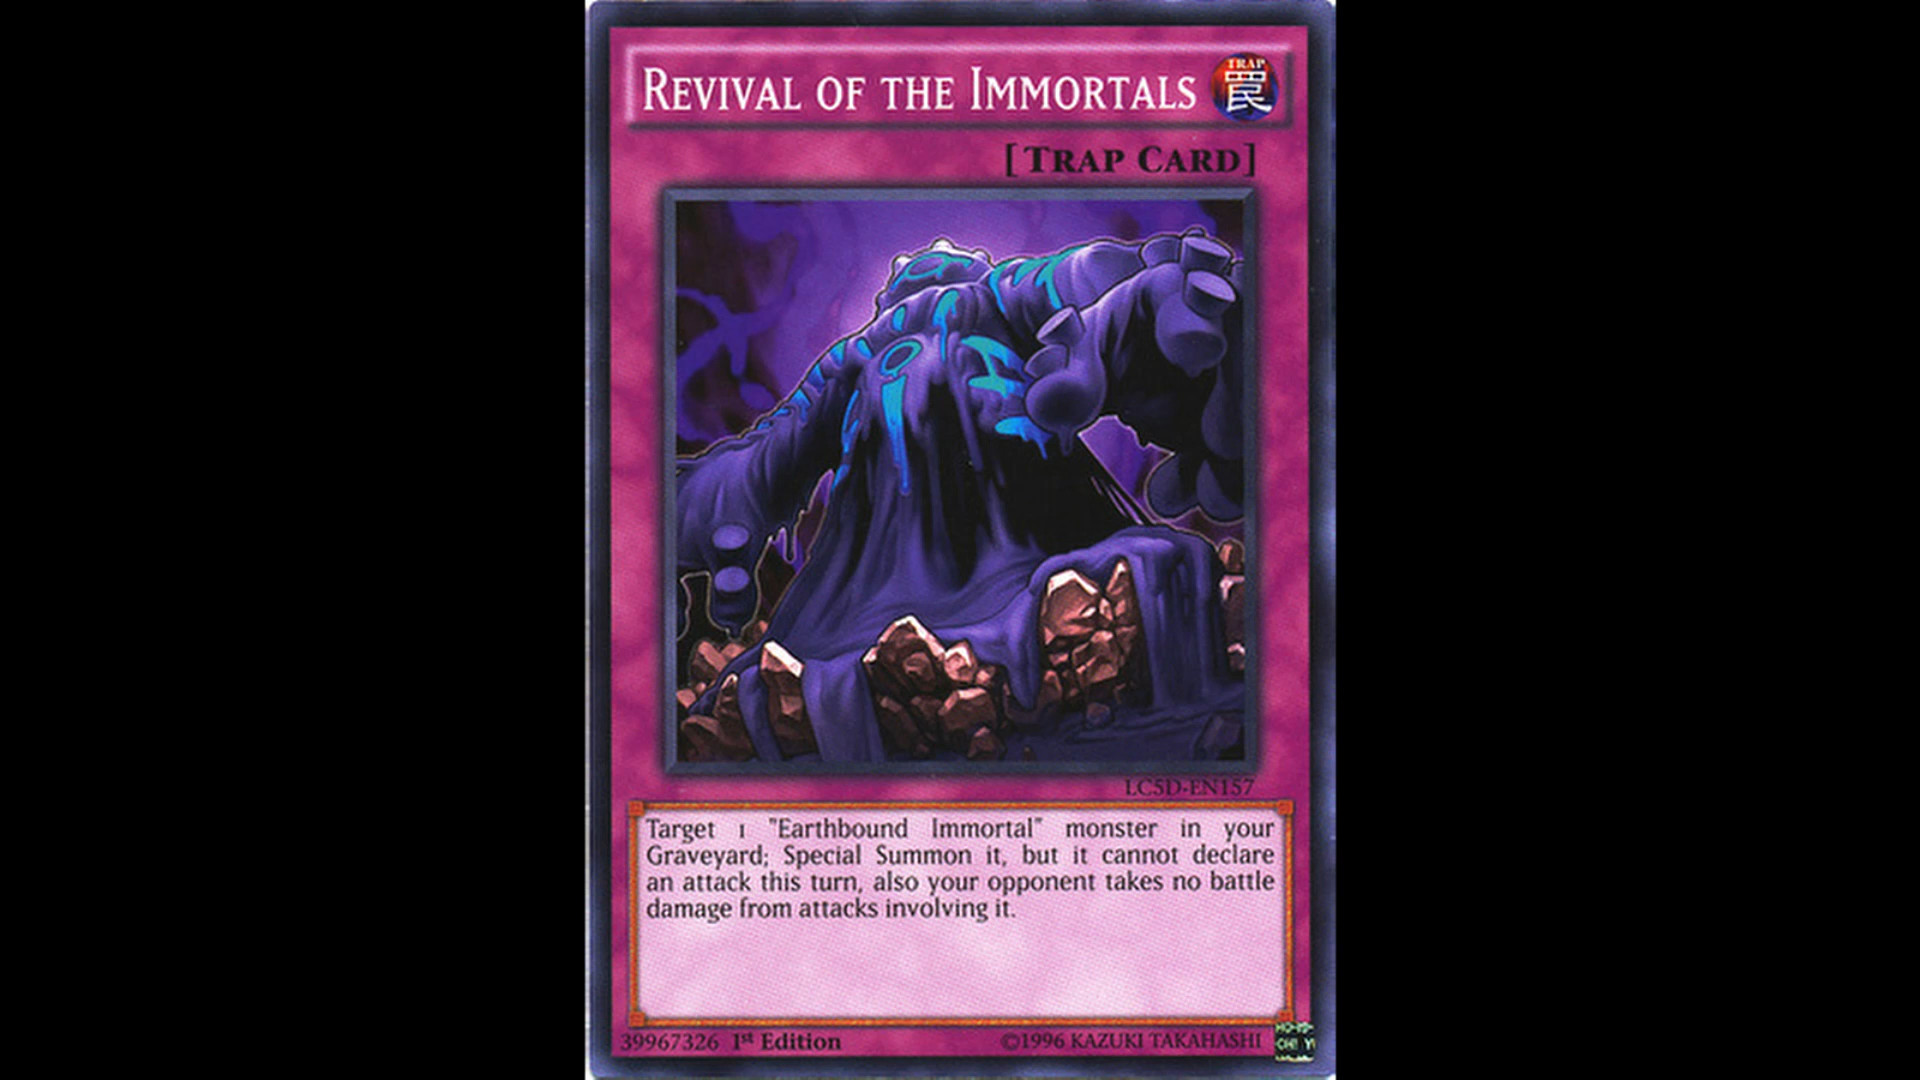 REVIVAL OF THE IMMORTALS
TRAP
罠
[TRAP CARD]
LC5D-EN157
Target 1 "Earthbound Immortal" monster in your
Graveyard; Special Summon it, but it cannot declare
an attack this turn, also your opponent takes no battle
damage from attacks involving it.
39967326 1st Edition
©1996 KAZUKI TAKAHASHI